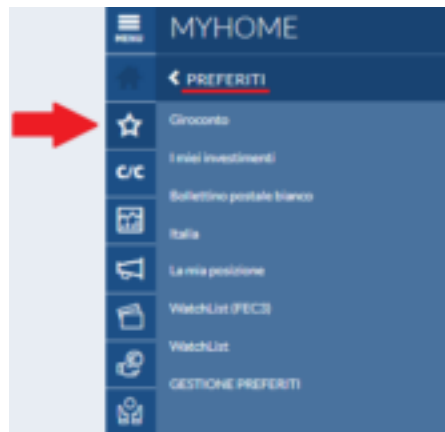 MENU
MYHOME
PREFERITI
Giroconto
C/C
I miei investimenti
Bollettino postale bianco
Italia
La mia posizione
WatchList (FEC3)
WatchList
GESTIONE PREFERITI